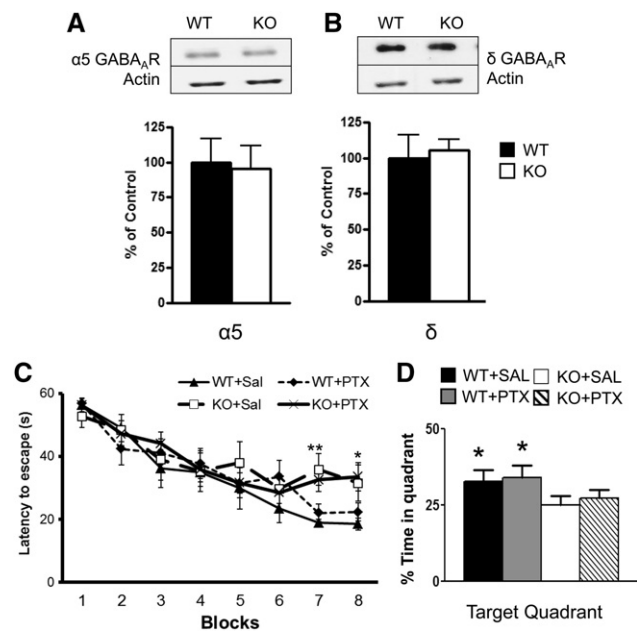 A
WT KO
α5 GABA_AR
Actin
125
100
75
50
25
0
% of Control
α5
B
WT KO
δ GABA_AR
Actin
125
100
75
50
25
0
% of Control
δ
WT
KO
C
WT+Sal WT+PTX
KO+Sal KO+PTX
60
40
20
0
Latency to escape (s)
** *
1 2 3 4 5 6 7 8
Blocks
D
WT+SAL KO+SAL
WT+PTX KO+PTX
50
25
0
% Time in quadrant
* *
Target Quadrant